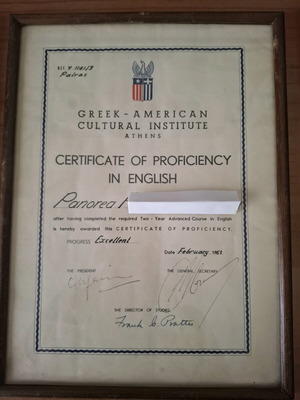 Patras
GREEK-AMERICAN
CULTURAL INSTITUTE
ATHENS
CERTIFICATE OF PROFICIENCY
IN ENGLISH
Panorea
after having completed the required Two-Year Advanced Course in English
is hereby awarded this CERTIFICATE OF PROFICIENCY.
PROGRESS Excellent
Date February,
THE PRESIDENT THE GENERAL SECRETARY
THE DIRECTOR OF STUDIES
Frank C.